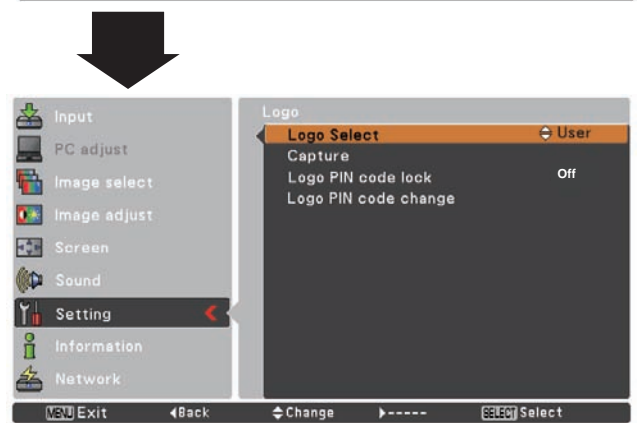 Input
PC adjust
Image select
Image adjust
Screen
Sound
Setting
Information
Network
Logo
Logo Select User
Capture
Logo PIN code lock Off
Logo PIN code change
MENU Exit Back Change ----- SELECT Select